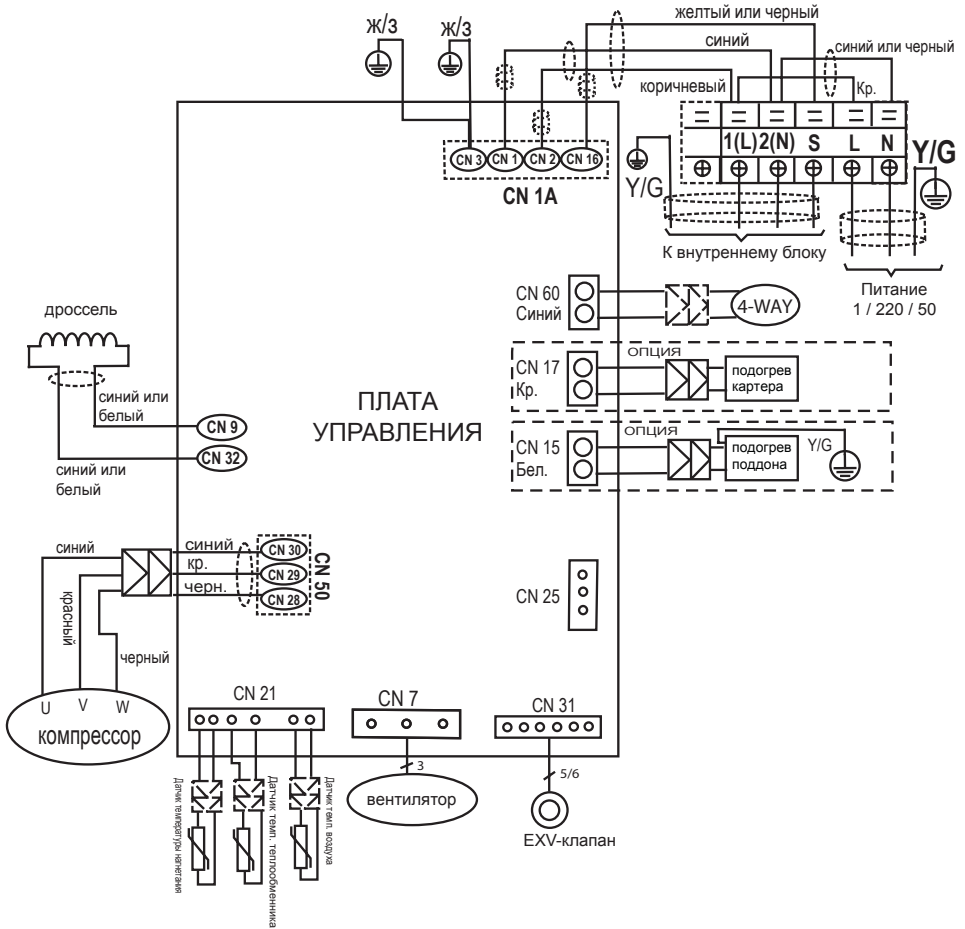 желтый или черный
Ж/З
Ж/З
синий
синий или черный
коричневый
Кр.
1(L) 2(N) S L N
Y/G
Y/G
CN 3
CN 1
CN 2
CN 16
CN 1A
К внутреннему блоку
Питание
1 / 220 / 50
CN 60
Синий
4-WAY
дроссель
опция
CN 17
Кр.
подогрев
картера
синий или
белый
CN 9
ПЛАТА
УПРАВЛЕНИЯ
опция
CN 15
Бел.
подогрев
поддона
Y/G
CN 32
синий или
белый
синий
синий
кр.
черн.
CN 30
CN 29
CN 28
CN 50
CN 25
красный
черный
U V W
компрессор
CN 21
CN 7
CN 31
3
5/6
вентилятор
EXV-клапан
Датчик температуры нагнетания
Датчик темп. теплообменника
Датчик темп. воздуха